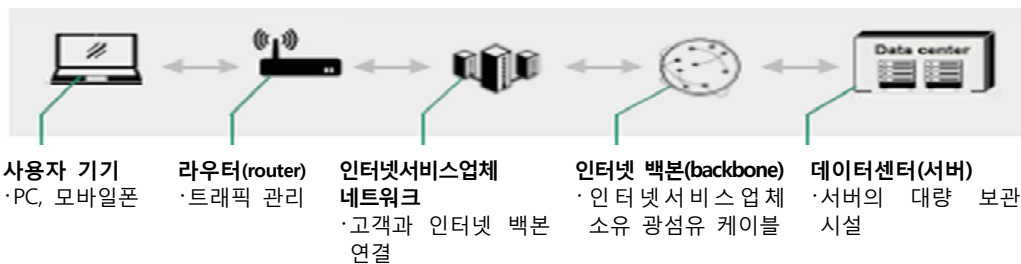 Data center
사용자 기기
·PC, 모바일폰
라우터(router)
·트래픽 관리
인터넷서비스업체
네트워크
·고객과 인터넷 백본
연결
인터넷 백본(backbone)
·인터넷서비스업체
소유 광섬유 케이블
데이터센터(서버)
·서버의 대량 보관
시설